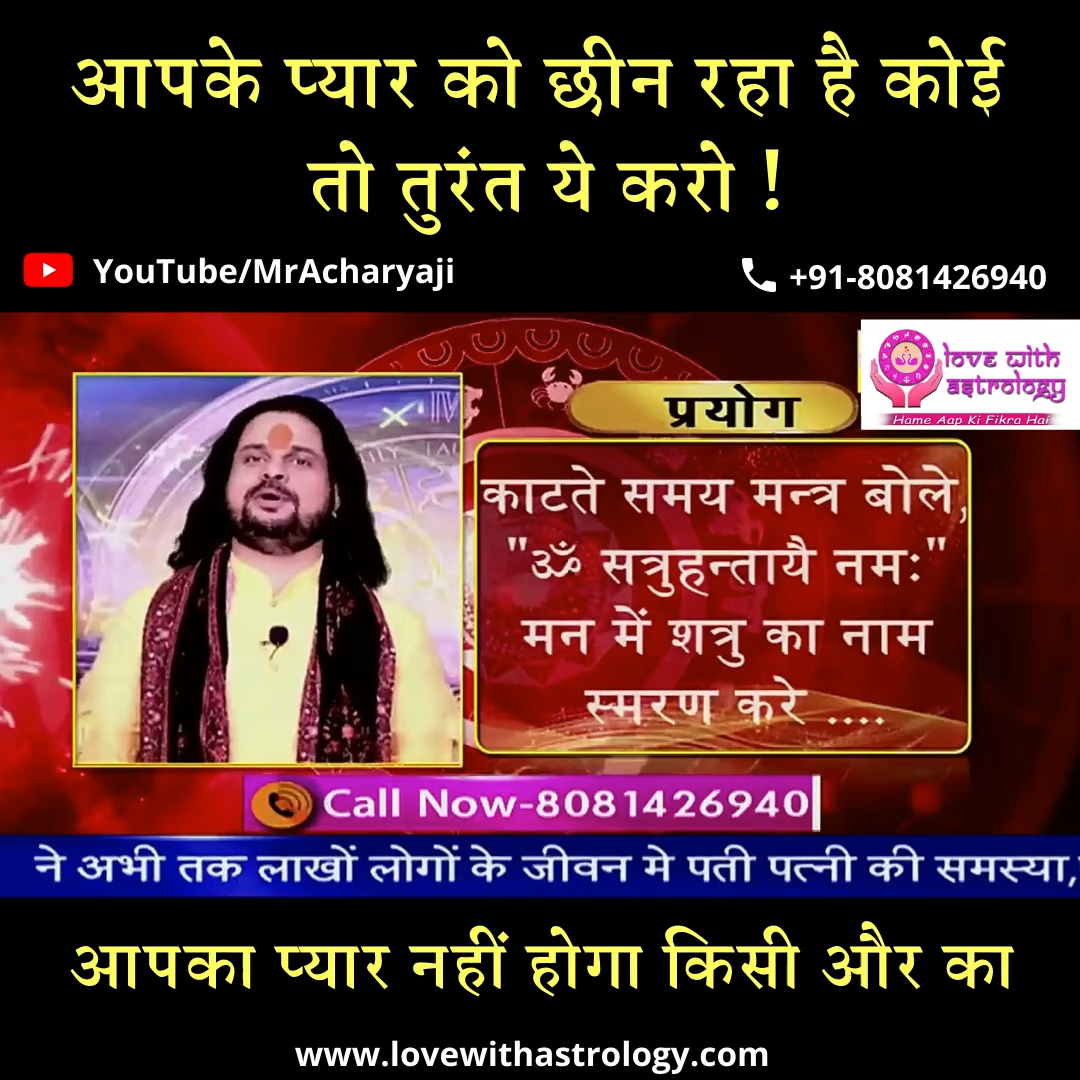 आपके प्यार को छीन रहा है कोई
तो तुरंत ये करो !
YouTube/MrAcharyaji
+91-8081426940
love with
astrology
Hame Aap Ki Fikra Hai
प्रयोग
काटते समय मन्त्र बोले,
"ॐ सत्रुहन्तायै नमः"
मन में शत्रु का नाम
स्मरण करे ....
Call Now-8081426940
ने अभी तक लाखों लोगों के जीवन मे पती पत्नी की समस्या,
आपका प्यार नहीं होगा किसी और का
www.lovewithastrology.com